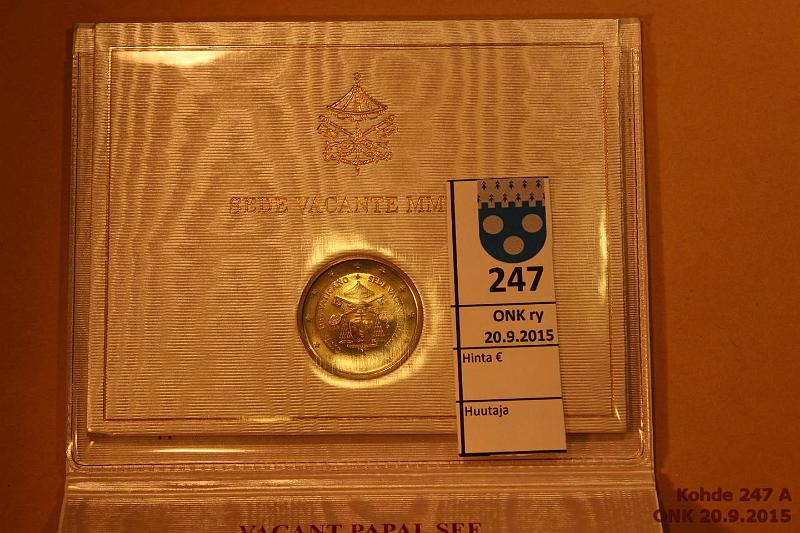 SEDE VACANTE MM
247
ONK ry
20.9.2015
Hinta €
Huutaja
VACANT PAPAL SEE
Kohde 247 A
ONK 20.9.2015